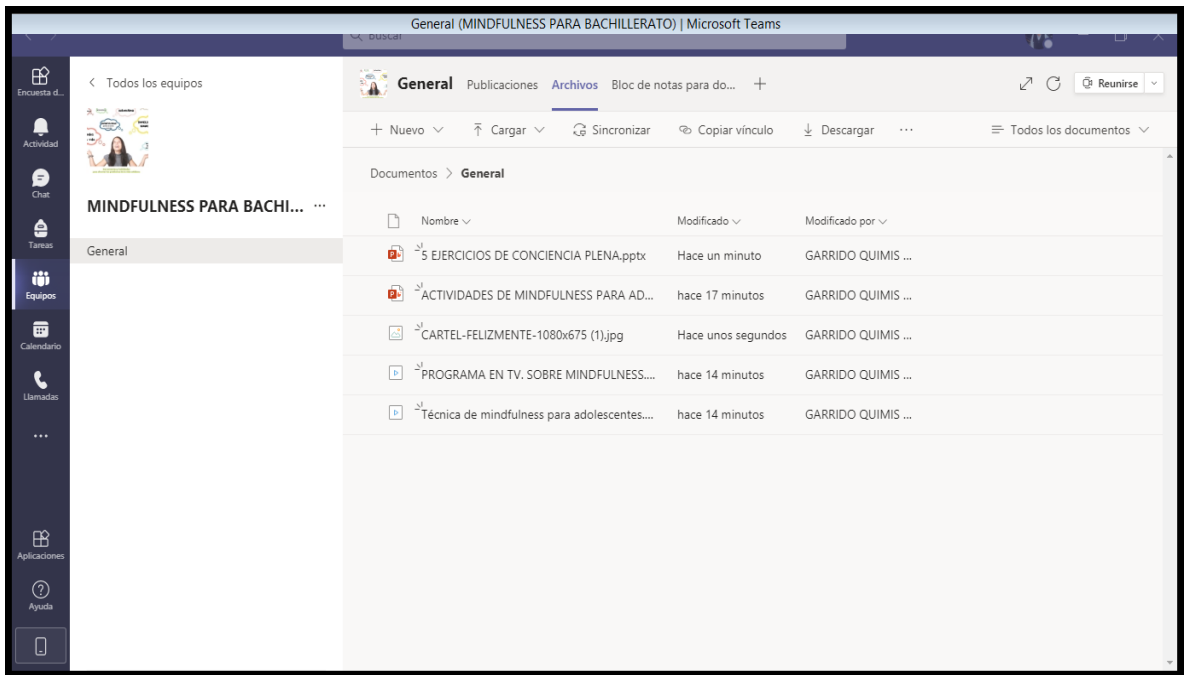 General (MINDFULNESS PARA BACHILLERATO) | Microsoft Teams
Buscar
Encuesta d...
Actividad
Chat
Tareas
Equipos
Calendario
Llamadas
Aplicaciones
Ayuda
Todos los equipos
MINDFULNESS PARA BACHI... ...
General
General Publicaciones Archivos Bloc de notas para do... +
Reunirse
+ Nuevo Cargar Sincronizar Copiar vínculo Descargar ... Todos los documentos
Documentos > General
Nombre Modificado Modificado por
5 EJERCICIOS DE CONCIENCIA PLENA.pptx Hace un minuto GARRIDO QUIMIS ...
ACTIVIDADES DE MINDFULNESS PARA AD... hace 17 minutos GARRIDO QUIMIS ...
CARTEL-FELIZMENTE-1080x675 (1).jpg Hace unos segundos GARRIDO QUIMIS ...
PROGRAMA EN TV. SOBRE MINDFULNESS.... hace 14 minutos GARRIDO QUIMIS ...
Técnica de mindfulness para adolescentes.... hace 14 minutos GARRIDO QUIMIS ...